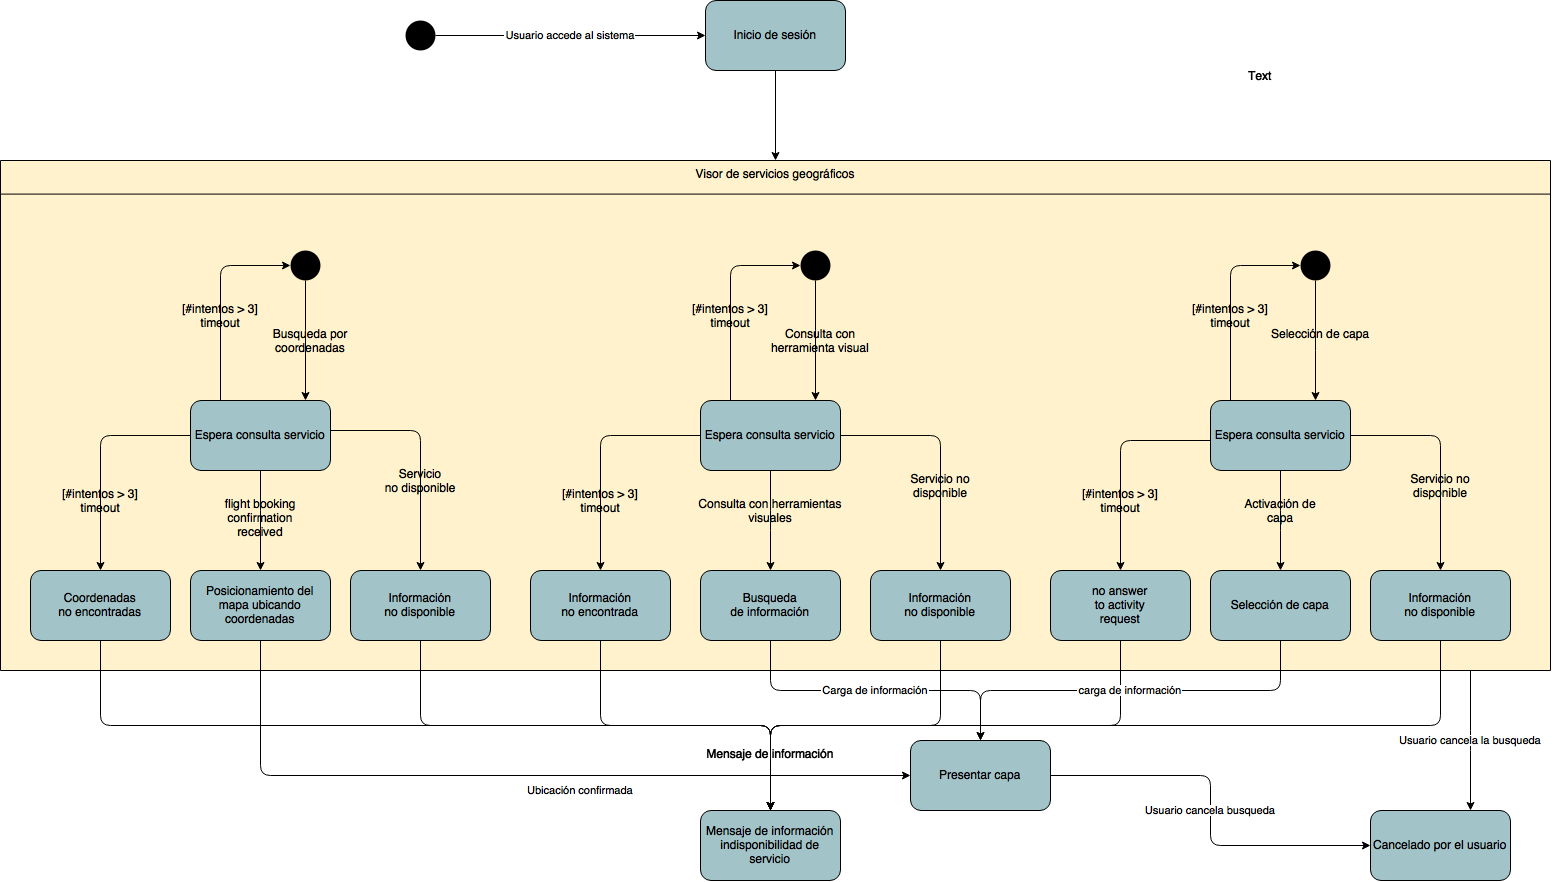 Usuario accede al sistema
Inicio de sesión
Text
Visor de servicios geográficos
[#intentos > 3]
timeout
Busqueda por
coordenadas
[#intentos > 3]
timeout
Consulta con
herramienta visual
[#intentos > 3]
timeout
Selección de capa
Espera consulta servicio
Espera consulta servicio
Espera consulta servicio
[#intentos > 3]
timeout
flight booking
confirmation
received
Servicio
no disponible
[#intentos > 3]
timeout
Consulta con herramientas
visuales
Servicio no
disponible
[#intentos > 3]
timeout
Activación de
capa
Servicio no
disponible
Coordenadas
no encontradas
Posicionamiento del
mapa ubicando
coordenadas
Información
no disponible
Información
no encontrada
Busqueda
de información
Información
no disponible
no answer
to activity
request
Selección de capa
Información
no disponible
Carga de información
carga de información
Mensaje de información
Usuario cancela la busqueda
Presentar capa
Ubicación confirmada
Usuario cancela busqueda
Mensaje de información
indisponibilidad de
servicio
Cancelado por el usuario